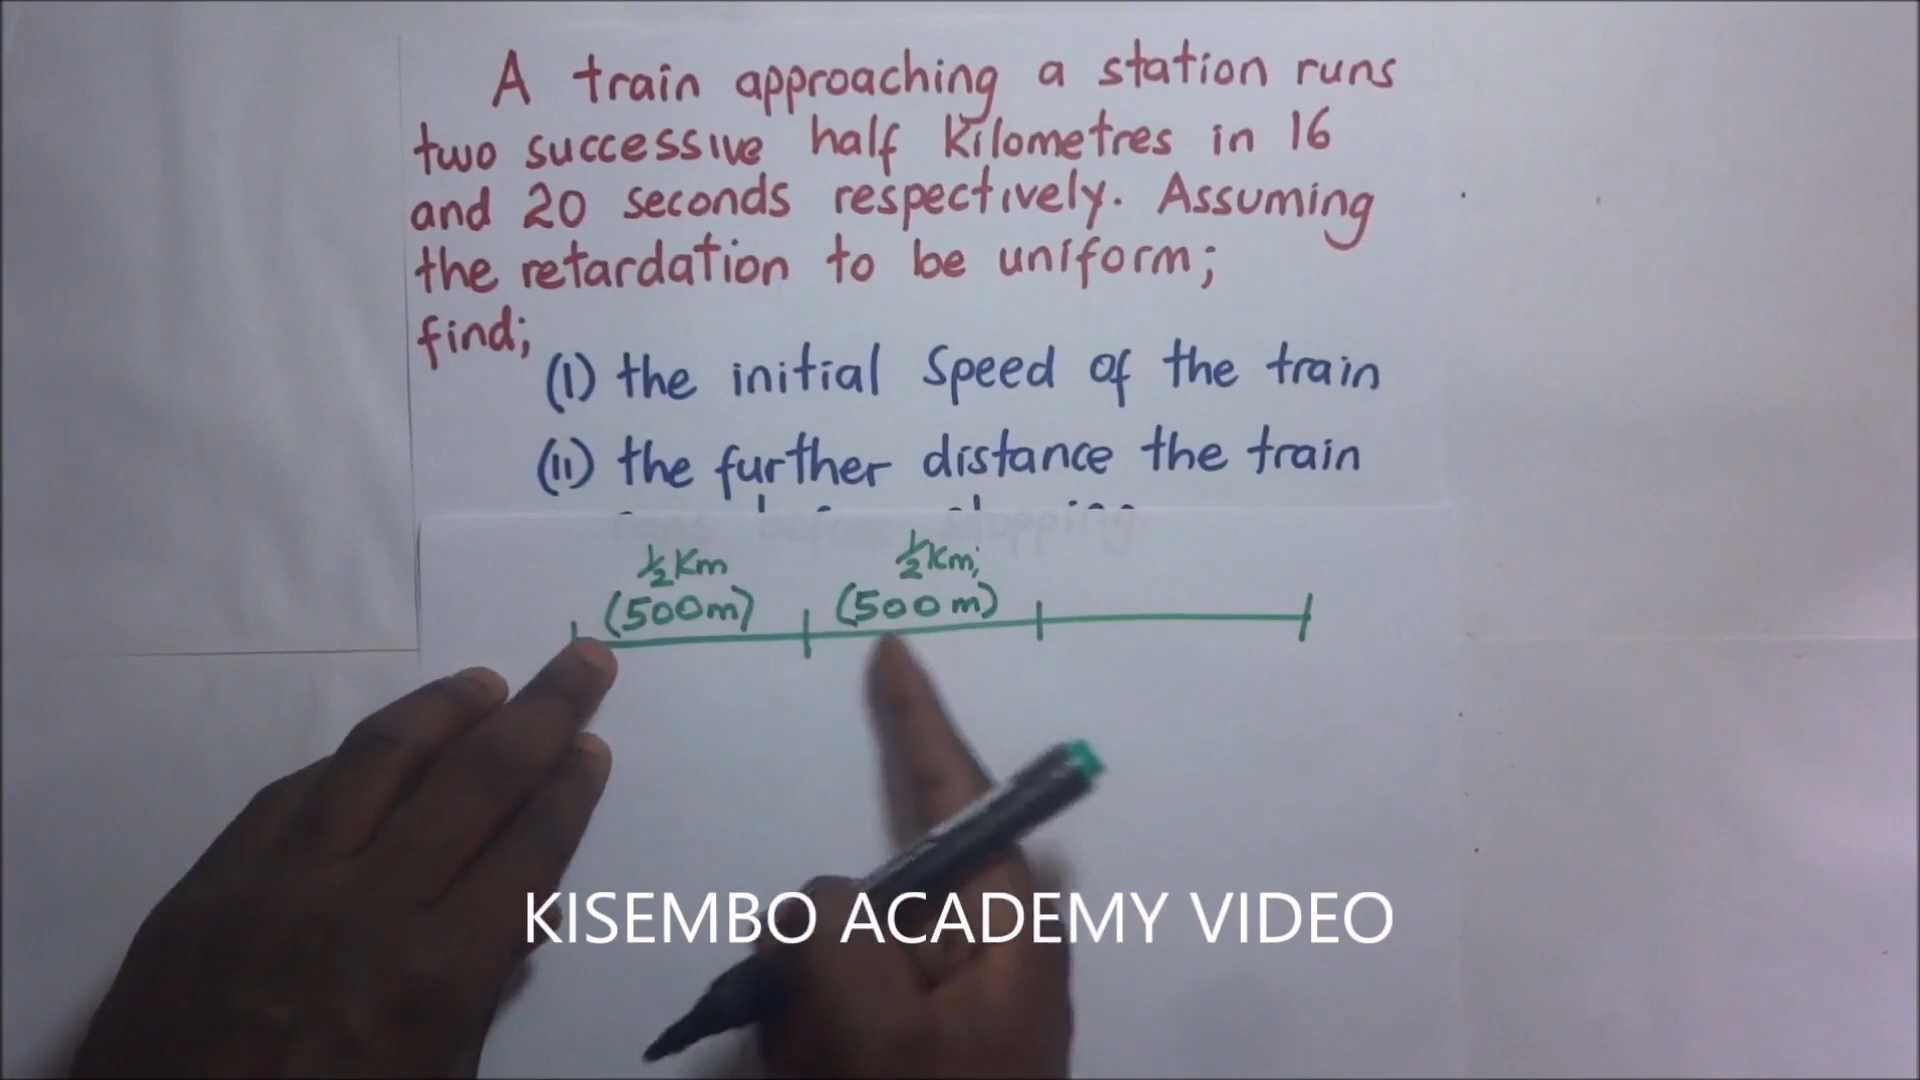 A train approaching a station runs
two successive half Kilometres in 16
and 20 seconds respectively. Assuming
the retardation to be uniform;
find;
(I) the initial speed of the train
(II) the further distance the train
½Km ½Km,
(500m) (500m)
KISEMBO ACADEMY VIDEO